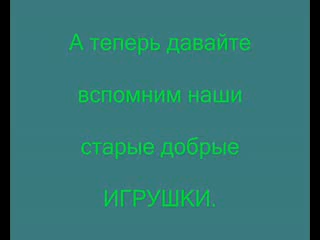 А теперь давайте
вспомним наши
старые добрые
ИГРУШКИ.